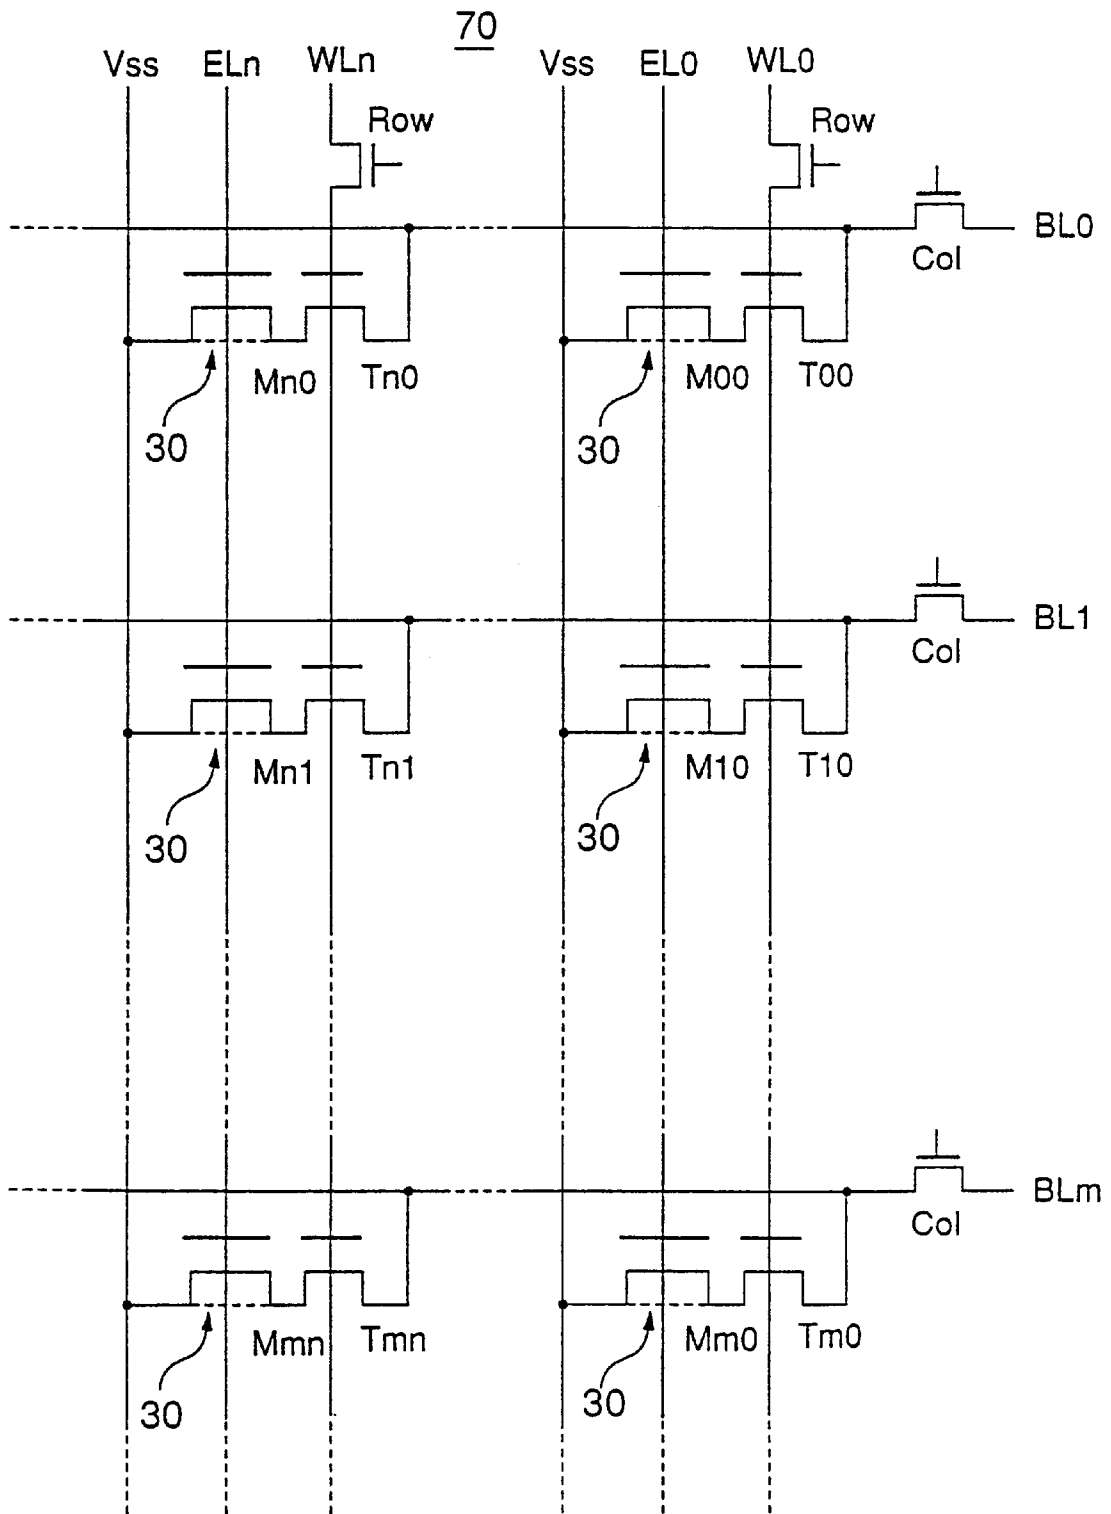 70
Vss ELn WLn Vss EL0 WL0
Row Row
BL0
Col
Mn0 Tn0 M00 T00
30 30
BL1
Col
Mn1 Tn1 M10 T10
30 30
BLm
Col
Mmn Tmn Mm0 Tm0
30 30